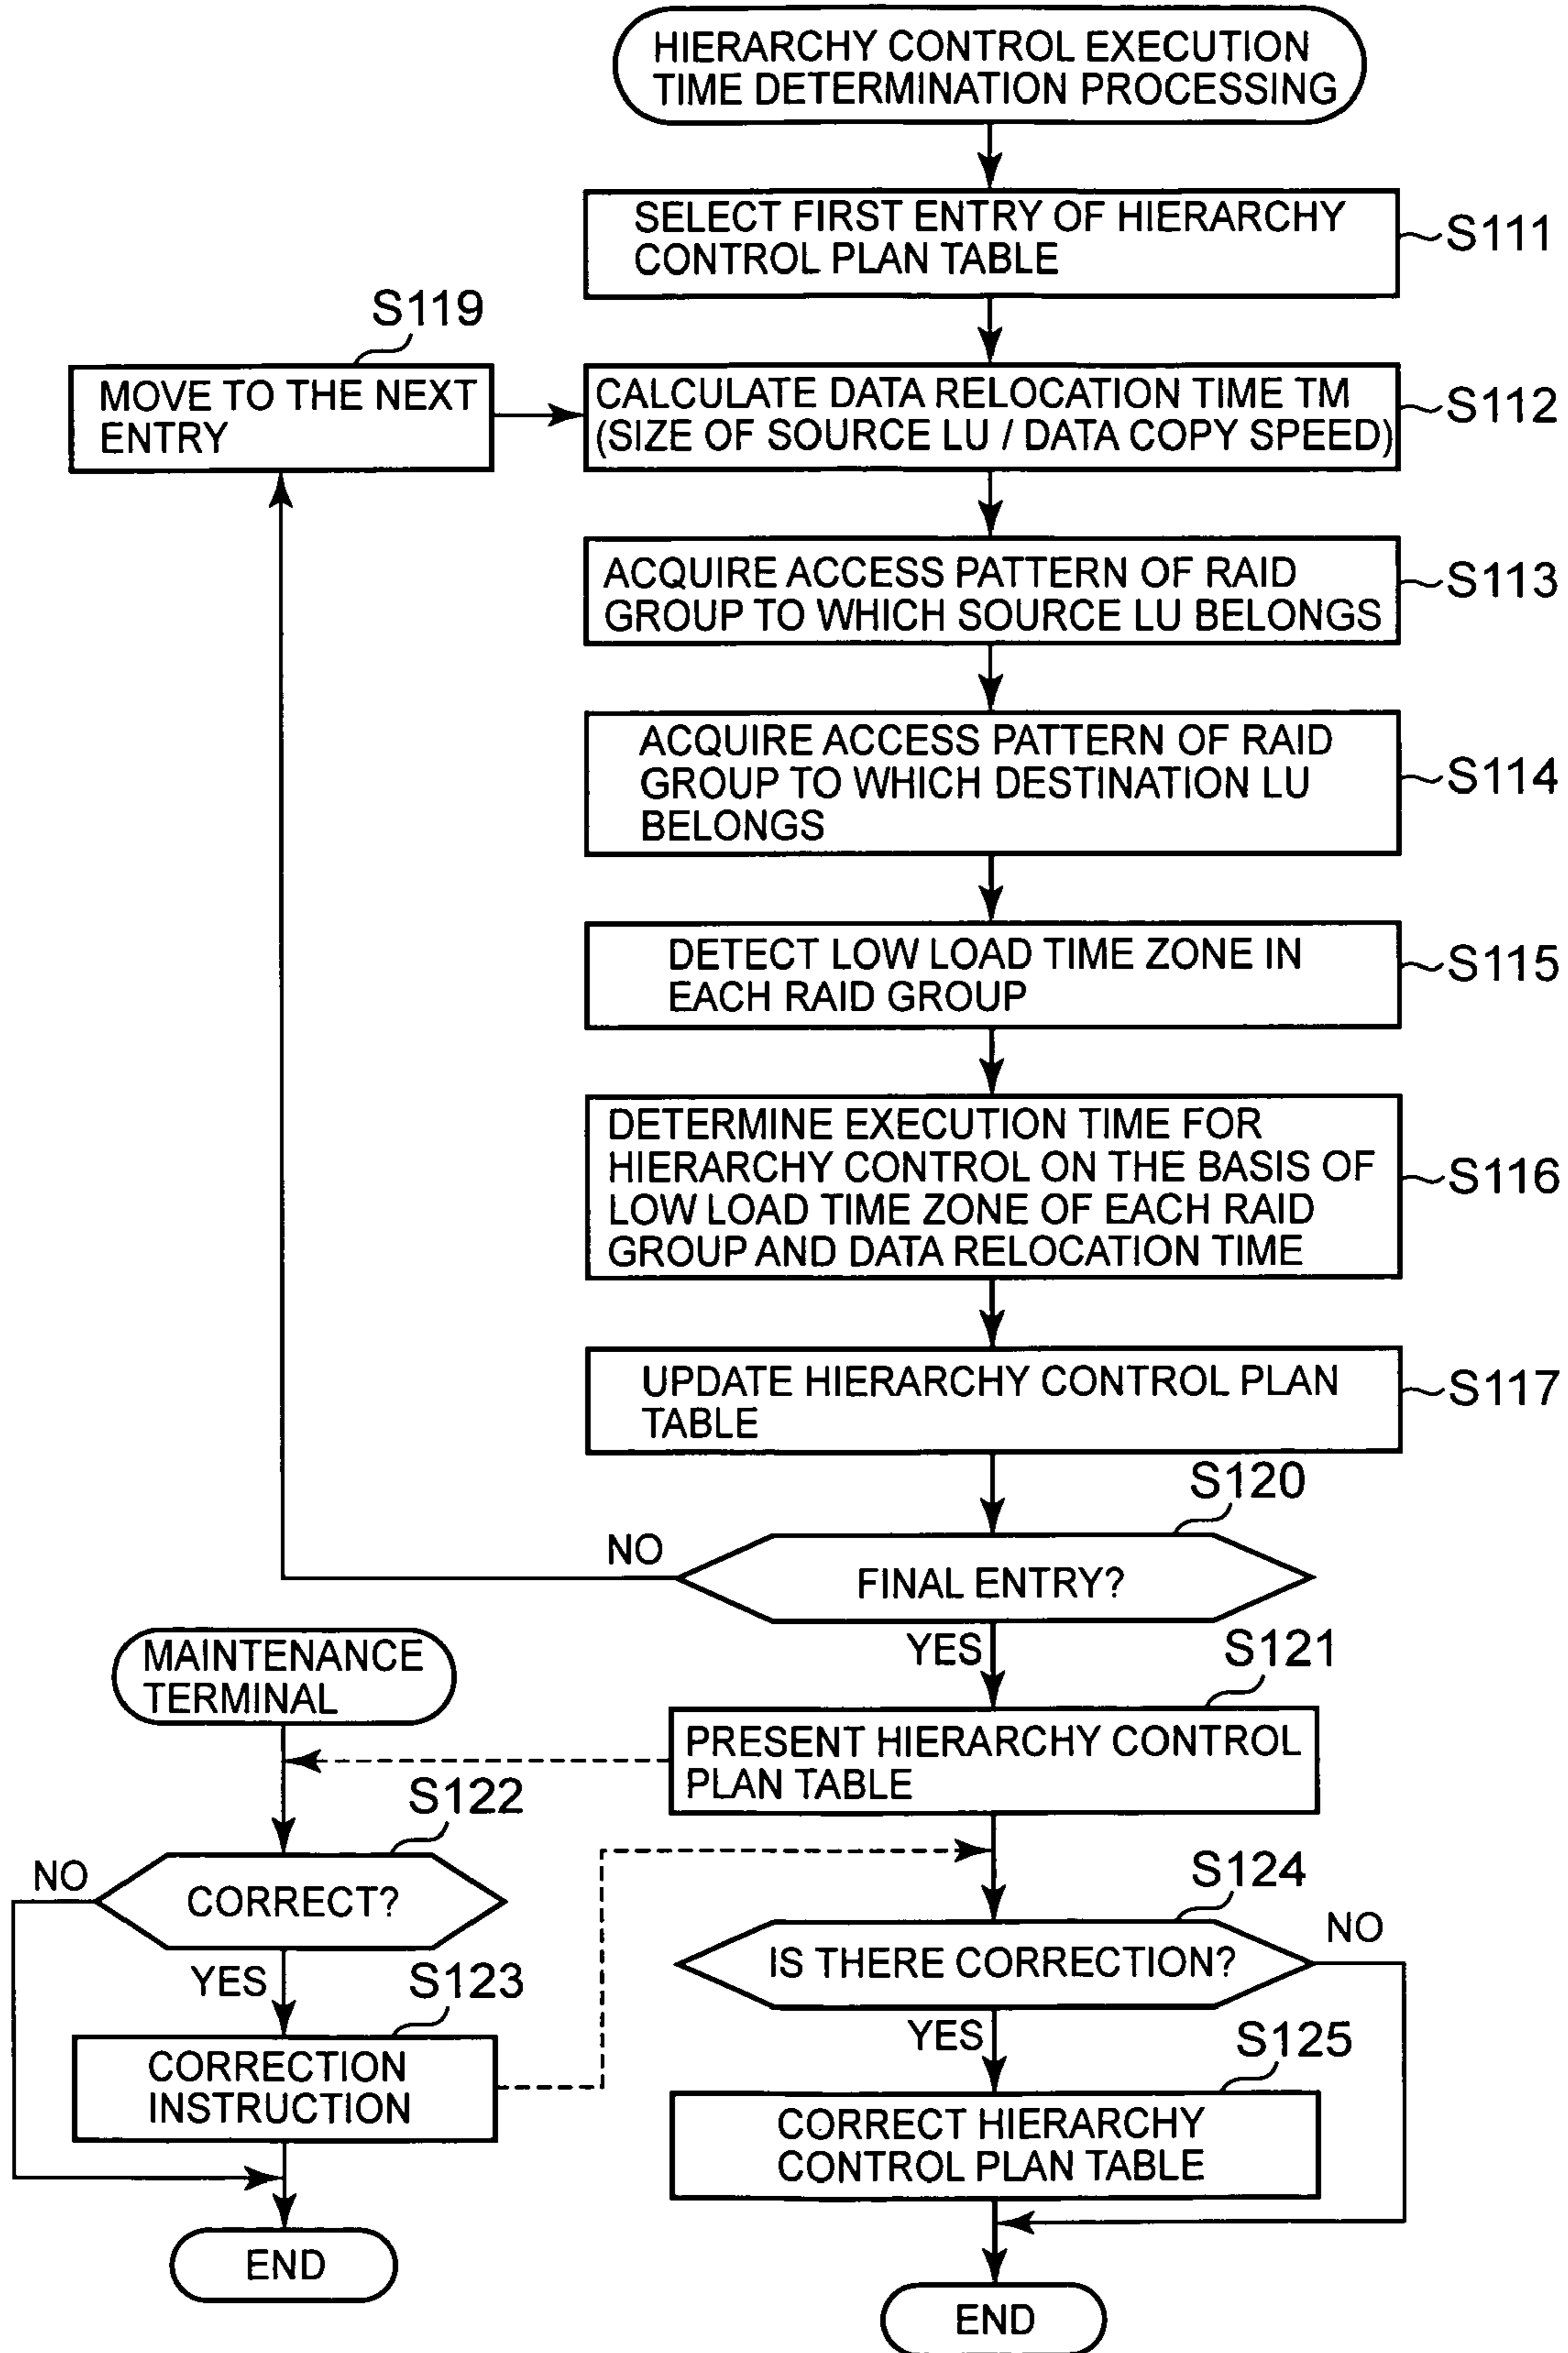 HIERARCHY CONTROL EXECUTION
TIME DETERMINATION PROCESSING
SELECT FIRST ENTRY OF HIERARCHY
CONTROL PLAN TABLE
S111
S119
MOVE TO THE NEXT
ENTRY
CALCULATE DATA RELOCATION TIME TM
(SIZE OF SOURCE LU / DATA COPY SPEED)
S112
ACQUIRE ACCESS PATTERN OF RAID
GROUP TO WHICH SOURCE LU BELONGS
S113
ACQUIRE ACCESS PATTERN OF RAID
GROUP TO WHICH DESTINATION LU
BELONGS
S114
DETECT LOW LOAD TIME ZONE IN
EACH RAID GROUP
S115
DETERMINE EXECUTION TIME FOR
HIERARCHY CONTROL ON THE BASIS OF
LOW LOAD TIME ZONE OF EACH RAID
GROUP AND DATA RELOCATION TIME
S116
UPDATE HIERARCHY CONTROL PLAN
TABLE
S117
S120
NO
FINAL ENTRY?
YES
S121
PRESENT HIERARCHY CONTROL
PLAN TABLE
MAINTENANCE
TERMINAL
S122
NO
CORRECT?
YES
S123
CORRECTION
INSTRUCTION
END
S124
NO
IS THERE CORRECTION?
YES
S125
CORRECT HIERARCHY
CONTROL PLAN TABLE
END